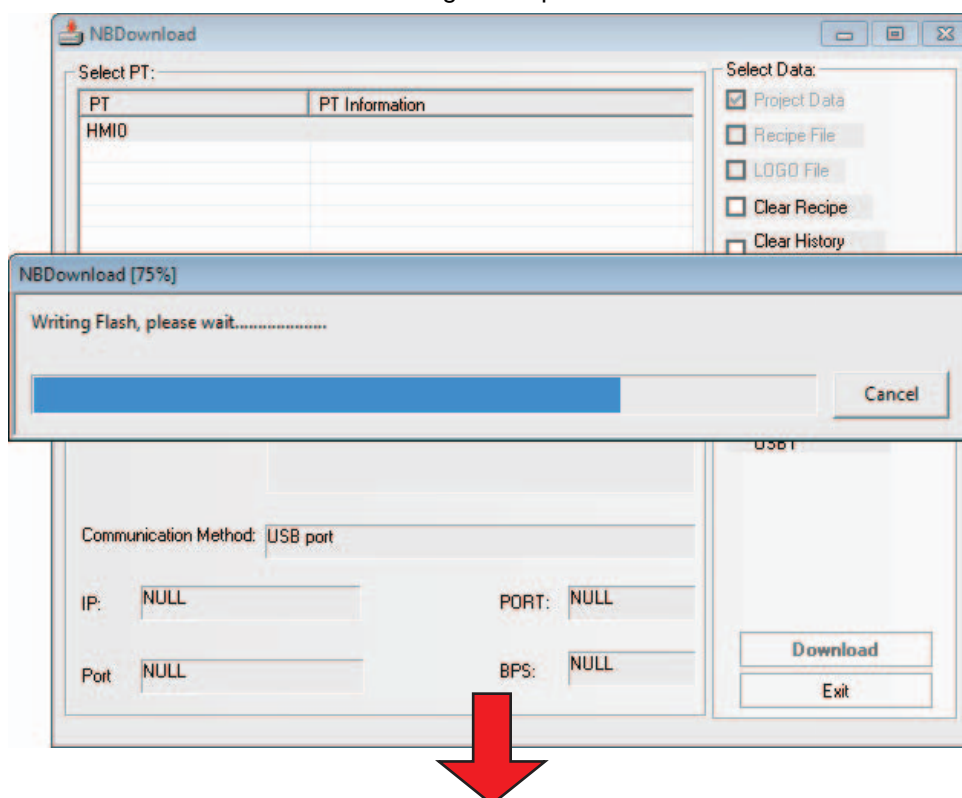 NBDownload
Select PT:
PT PT Information
HMI0
Select Data:
Project Data
Recipe File
LOGO File
Clear Recipe
Clear History
NBDownload [75%]
Writing Flash, please wait.....................
Cancel
Communication Method: USB port
IP: NULL PORT: NULL
Port NULL BPS: NULL
Download
Exit